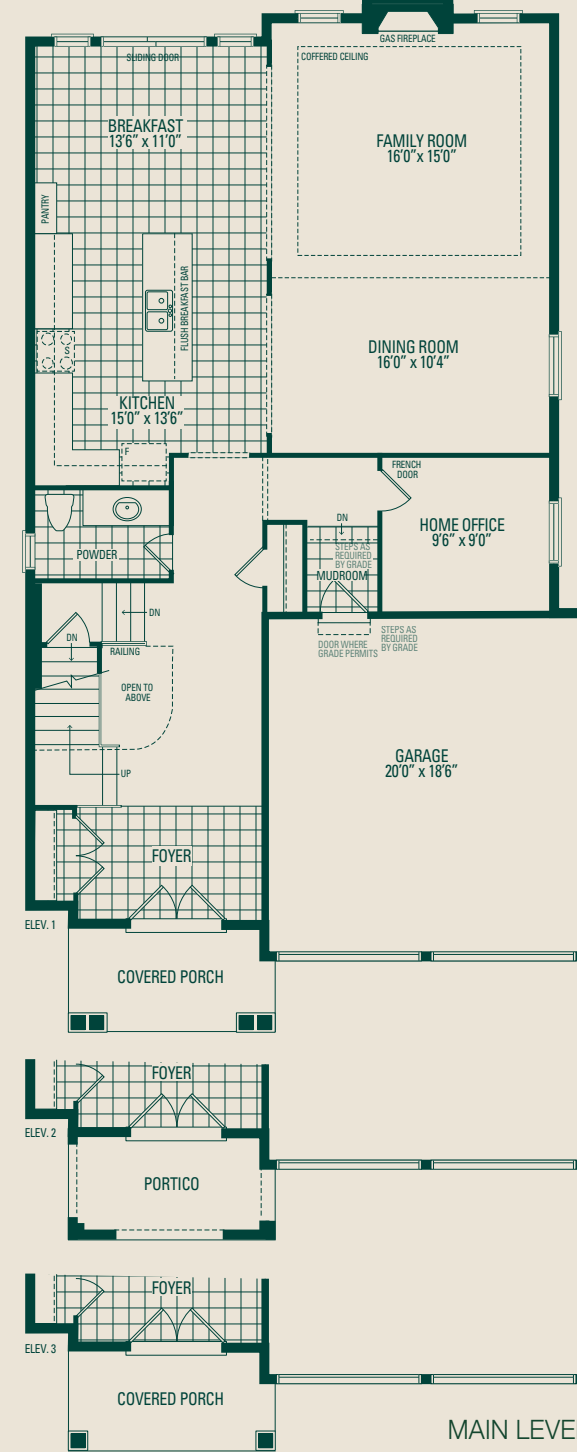 GAS FIREPLACE
SLIDING DOOR
COFFERED CEILING
BREAKFAST
13'6" x 11'0"
FAMILY ROOM
16'0" x 15'0"
PANTRY
FLUSH BREAKFAST BAR
S
DINING ROOM
16'0" x 10'4"
KITCHEN
15'0" x 13'6"
F
FRENCH
DOOR
DN
HOME OFFICE
9'6" x 9'0"
POWDER
STEPS AS
REQUIRED
BY GRADE
MUDROOM
DN
DN
RAILING
DOOR WHERE
GRADE PERMITS
STEPS AS
REQUIRED
BY GRADE
OPEN TO
ABOVE
UP
GARAGE
20'0" x 18'6"
FOYER
ELEV. 1
COVERED PORCH
FOYER
ELEV. 2
PORTICO
FOYER
ELEV. 3
COVERED PORCH
MAIN LEVE